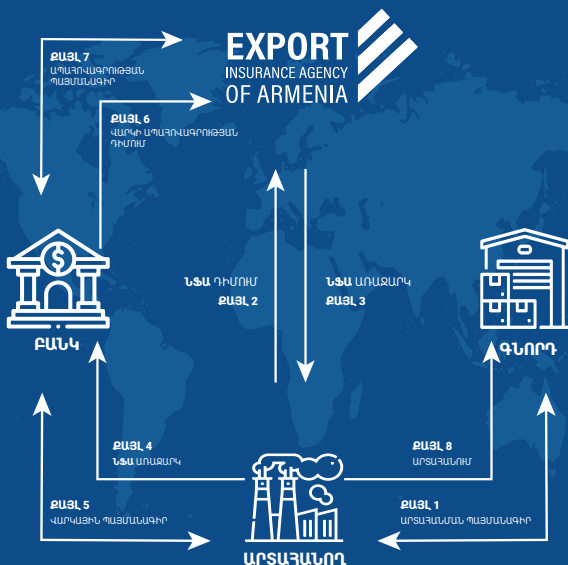 EXPORT
INSURANCE AGENCY
OF ARMENIA
ՔԱՅԼ 7
ԱՊԱՀՈՎԱԳՐՈՒԹՅԱՆ
ՊԱՅՄԱՆԱԳԻՐ
ՔԱՅԼ 6
ՎԱՐԿԻ ԱՊԱՀՈՎԱԳՐՈՒԹՅԱՆ
ԴԻՄՈՒՄ
$
ԲԱՆԿ
ՆՖԱ ԴԻՄՈՒՄ
ՔԱՅԼ 2
ՆՖԱ ԱՌԱՋԱՐԿ
ՔԱՅԼ 3
ԳՆՈՐԴ
ՔԱՅԼ 4
ՆՖԱ ԱՌԱՋԱՐԿ
ՔԱՅԼ 8
ԱՐՏԱՀԱՆՈՒՄ
ՔԱՅԼ 5
ՎԱՐԿԱՅԻՆ ՊԱՅՄԱՆԱԳԻՐ
ՔԱՅԼ 1
ԱՐՏԱՀԱՆՄԱՆ ՊԱՅՄԱՆԱԳԻՐ
ԱՐՏԱՀԱՆՈՂ